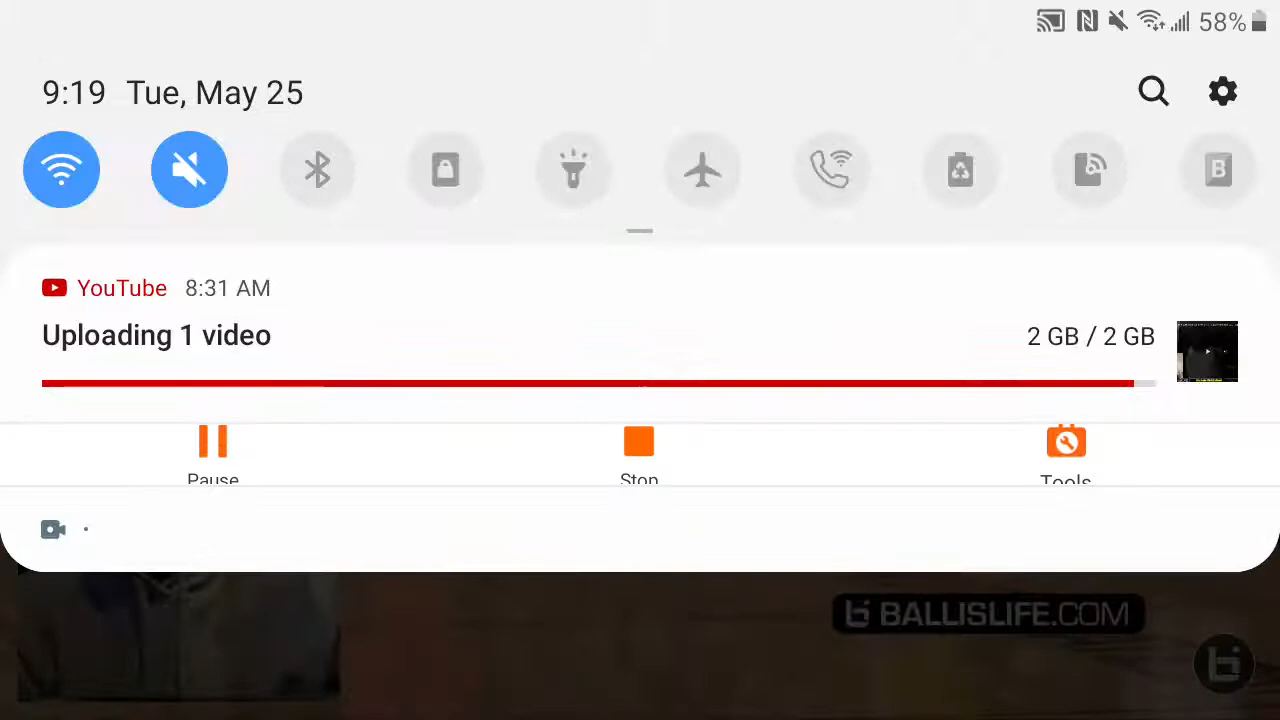 58%
9:19 Tue, May 25
B
YouTube 8:31 AM
Uploading 1 video
2 GB / 2 GB
Pause
Stop
Tools
BALLISLIFE.COM